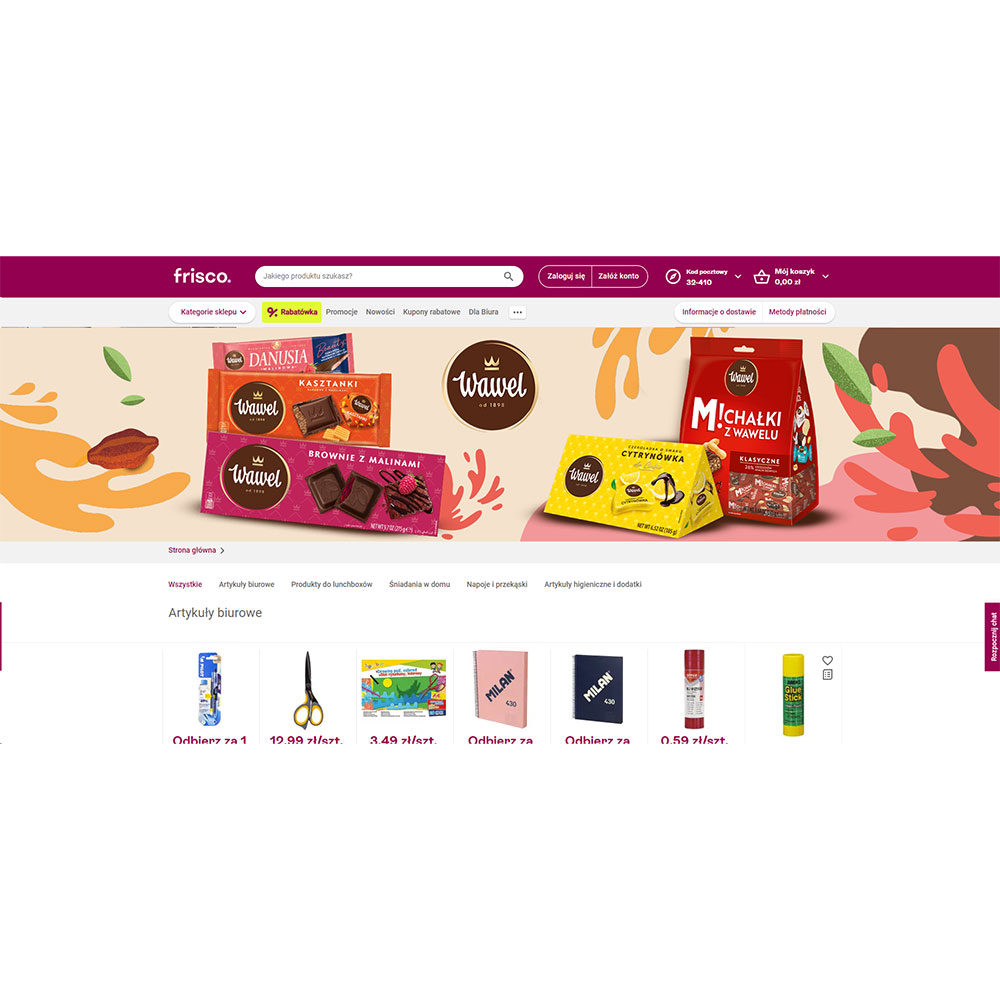 frisco.
Jakiego produktu szukasz?
Zaloguj się
Załóż konto
Kod pocztowy
32-410
Mój koszyk
0,00 zł
Kategorie sklepu
% Rabatówka
Promocje
Nowości
Kupony rabatowe
Dla Biura
...
Informacje o dostawie
Metody płatności
Wawel
DANUSIA
Wawel
KASZTANKI
Wawel
od 1898
BROWNIE Z MALINAMI
Wawel
od 1898
CYTRYNÓWKA
Wawel
Wawel
M!CHAŁKI
Z WAWELU
KLASYCZNE
Strona główna >
Wszystkie
Artykuły biurowe
Produkty do lunchboxów
Śniadania w domu
Napoje i przekąski
Artykuły higieniczne i dodatki
Artykuły biurowe
Rozpocznij chat
MILAN
430
MILAN
430
Glue
Stick
Odbierz za 1
12,99 zł/szt.
3,49 zł/szt.
Odbierz za
Odbierz za
0,59 zł/szt.